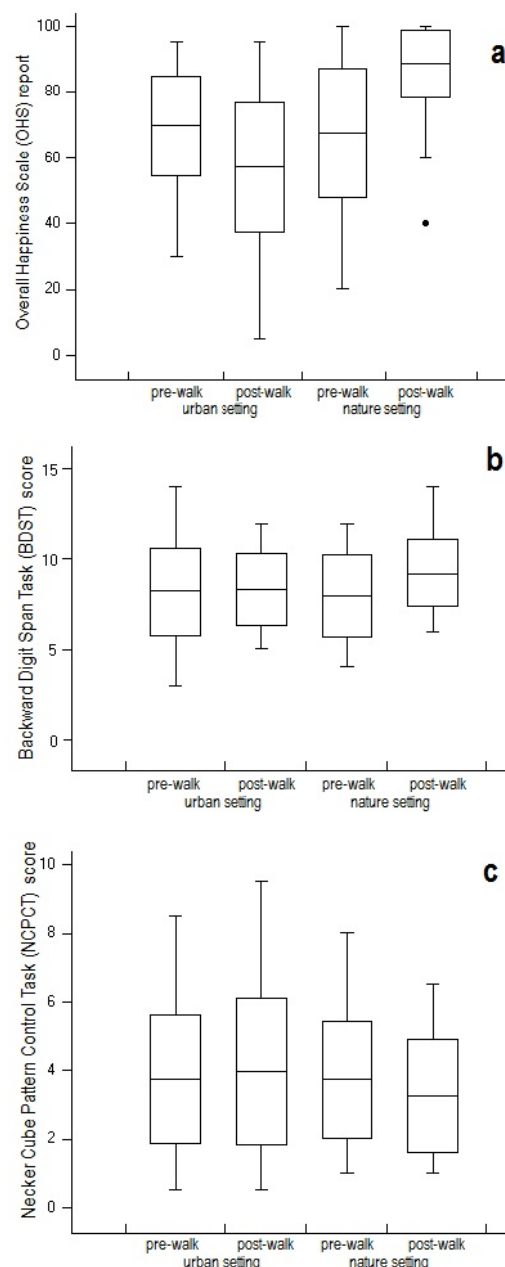 a
Overall Happiness Scale (OHS) report
100
80
60
40
20
0
pre-walk post-walk pre-walk post-walk
urban setting nature setting
b
Backward Digit Span Task (BDST) score
15
10
5
0
pre-walk post-walk pre-walk post-walk
urban setting nature setting
c
Necker Cube Pattern Control Task (NCPCT) score
10
8
6
4
2
0
pre-walk post-walk pre-walk post-walk
urban setting nature setting